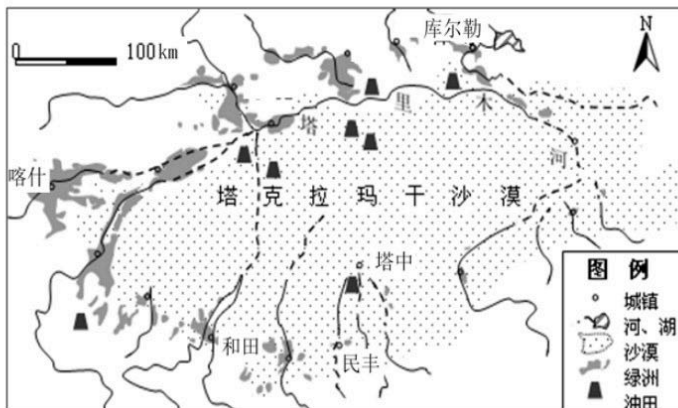 库尔勒
N
100km
塔 里 木 河
喀什
塔克拉玛干沙漠
塔中
和田
民丰
图 例
城镇
河、湖
沙漠
绿洲
油田